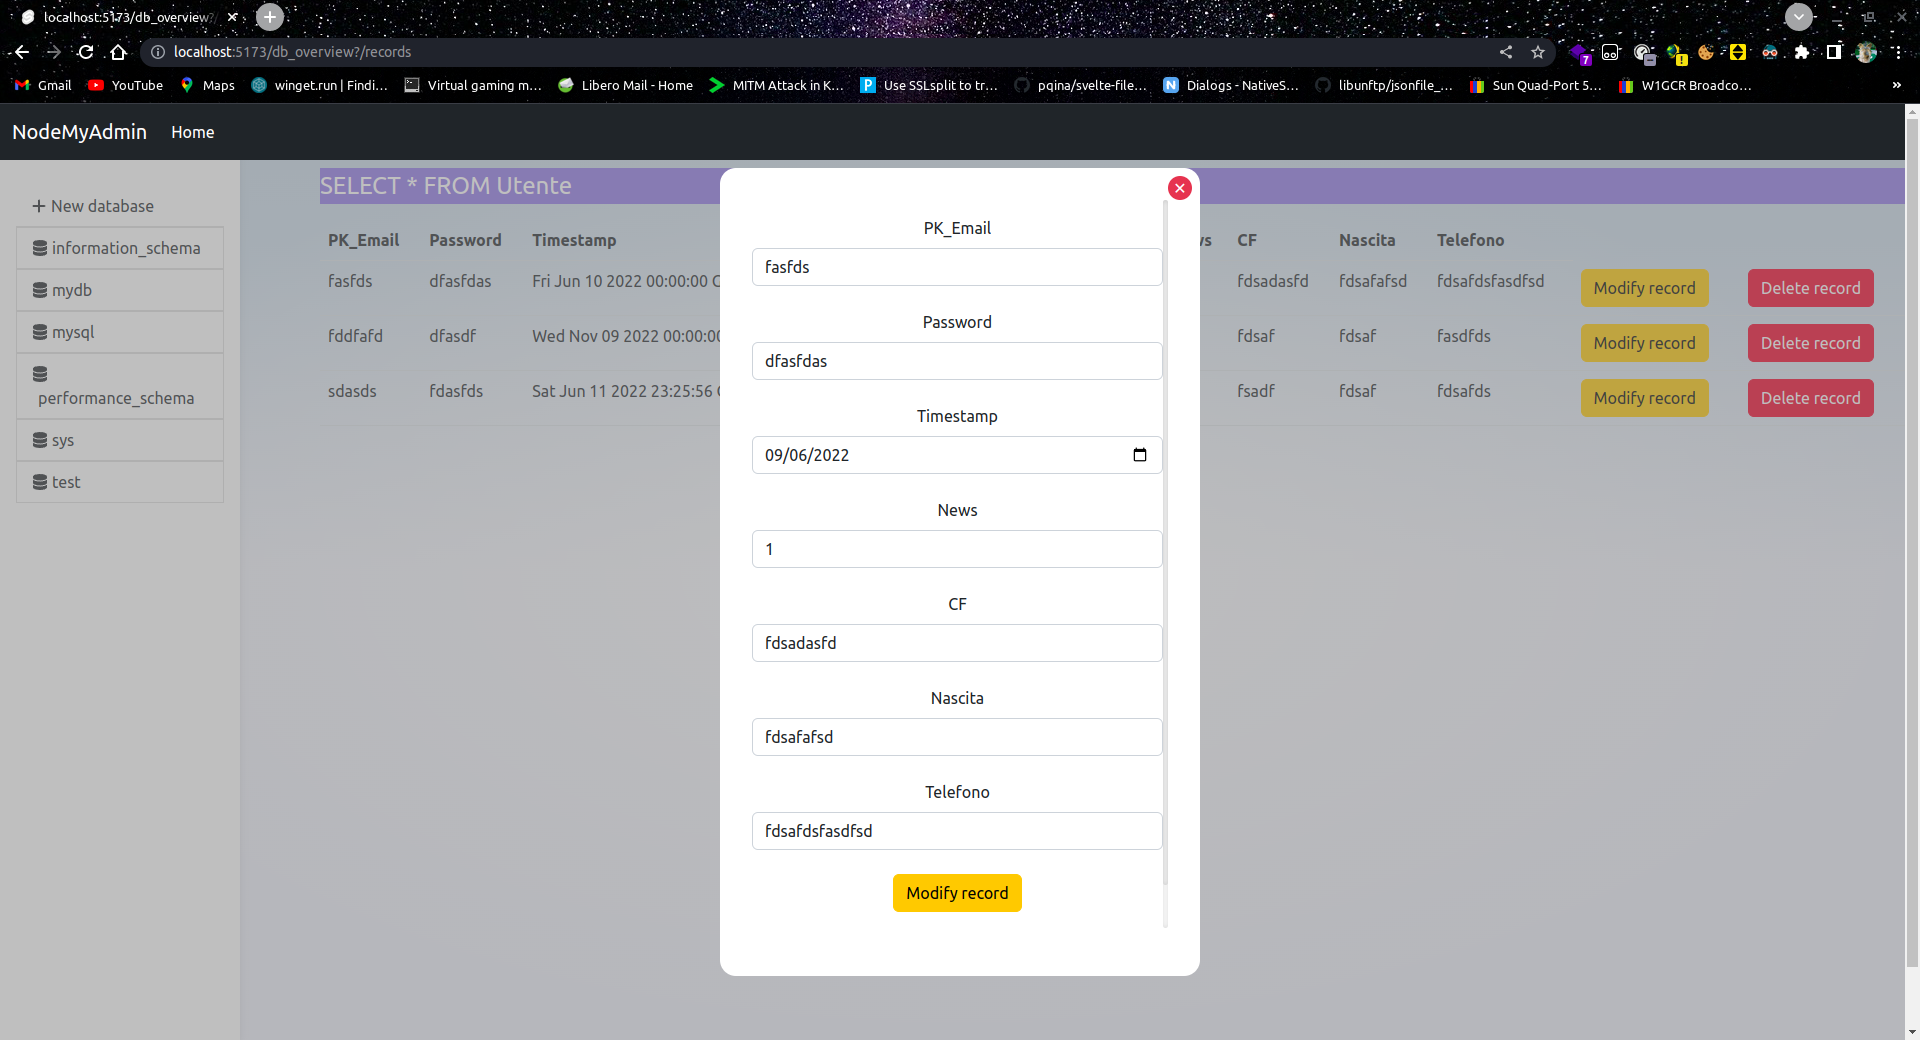 localhost:5173/db_overview?/
localhost:5173/db_overview?/records
7
!
Gmail YouTube Maps winget.run | Findi... Virtual gaming m... Libero Mail - Home MITM Attack in K... Use SSLsplit to tr... pqina/svelte-file... Dialogs - NativeS... libunftp/jsonfile_... Sun Quad-Port 5... W1GCR Broadco... »
NodeMyAdmin Home
New database
information_schema
mydb
mysql
performance_schema
sys
test
SELECT * FROM Utente
PK_Email Password Timestamp CF Nascita Telefono
fasfds dfasfdas Fri Jun 10 2022 00:00:00 fdsadasfd fdsafafsd fdsafdsfasdfsd Modify record Delete record
fddfafd dfasdf Wed Nov 09 2022 00:00:00 fdsaf fdsaf fasdfds Modify record Delete record
sdasds fdasfds Sat Jun 11 2022 23:25:56 fsadf fdsaf fdsafds Modify record Delete record
PK_Email
fasfds
Password
dfasfdas
Timestamp
09/06/2022
News
1
CF
fdsadasfd
Nascita
fdsafafsd
Telefono
fdsafdsfasdfsd
Modify record